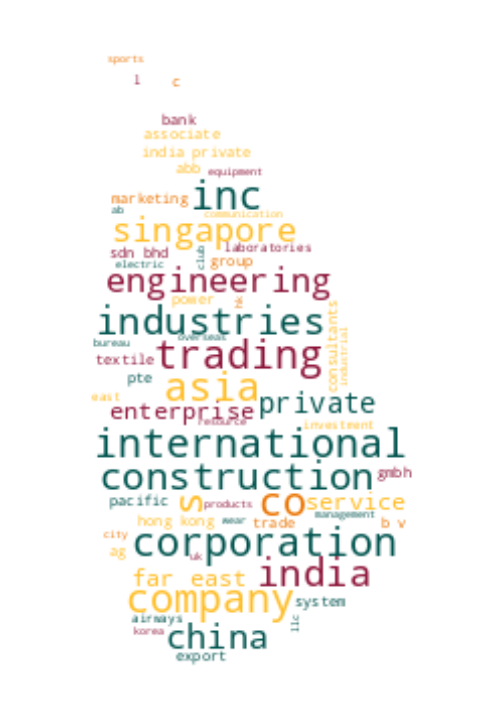 sports
l c
bank
associate
india private
abb equipment
marketing inc
ab communication
singapore
sdn bhd club laboratories
electric group
engineering
power hk
industries
bureau overseas consultants industrial
textile trading
pte asia
east private
enterprise
resource investment
international
construction gmbh
pacific s products co service
hong kong wear trade management b v
city corporation
ag uk
far east india
company system
airways llc
korea china
export